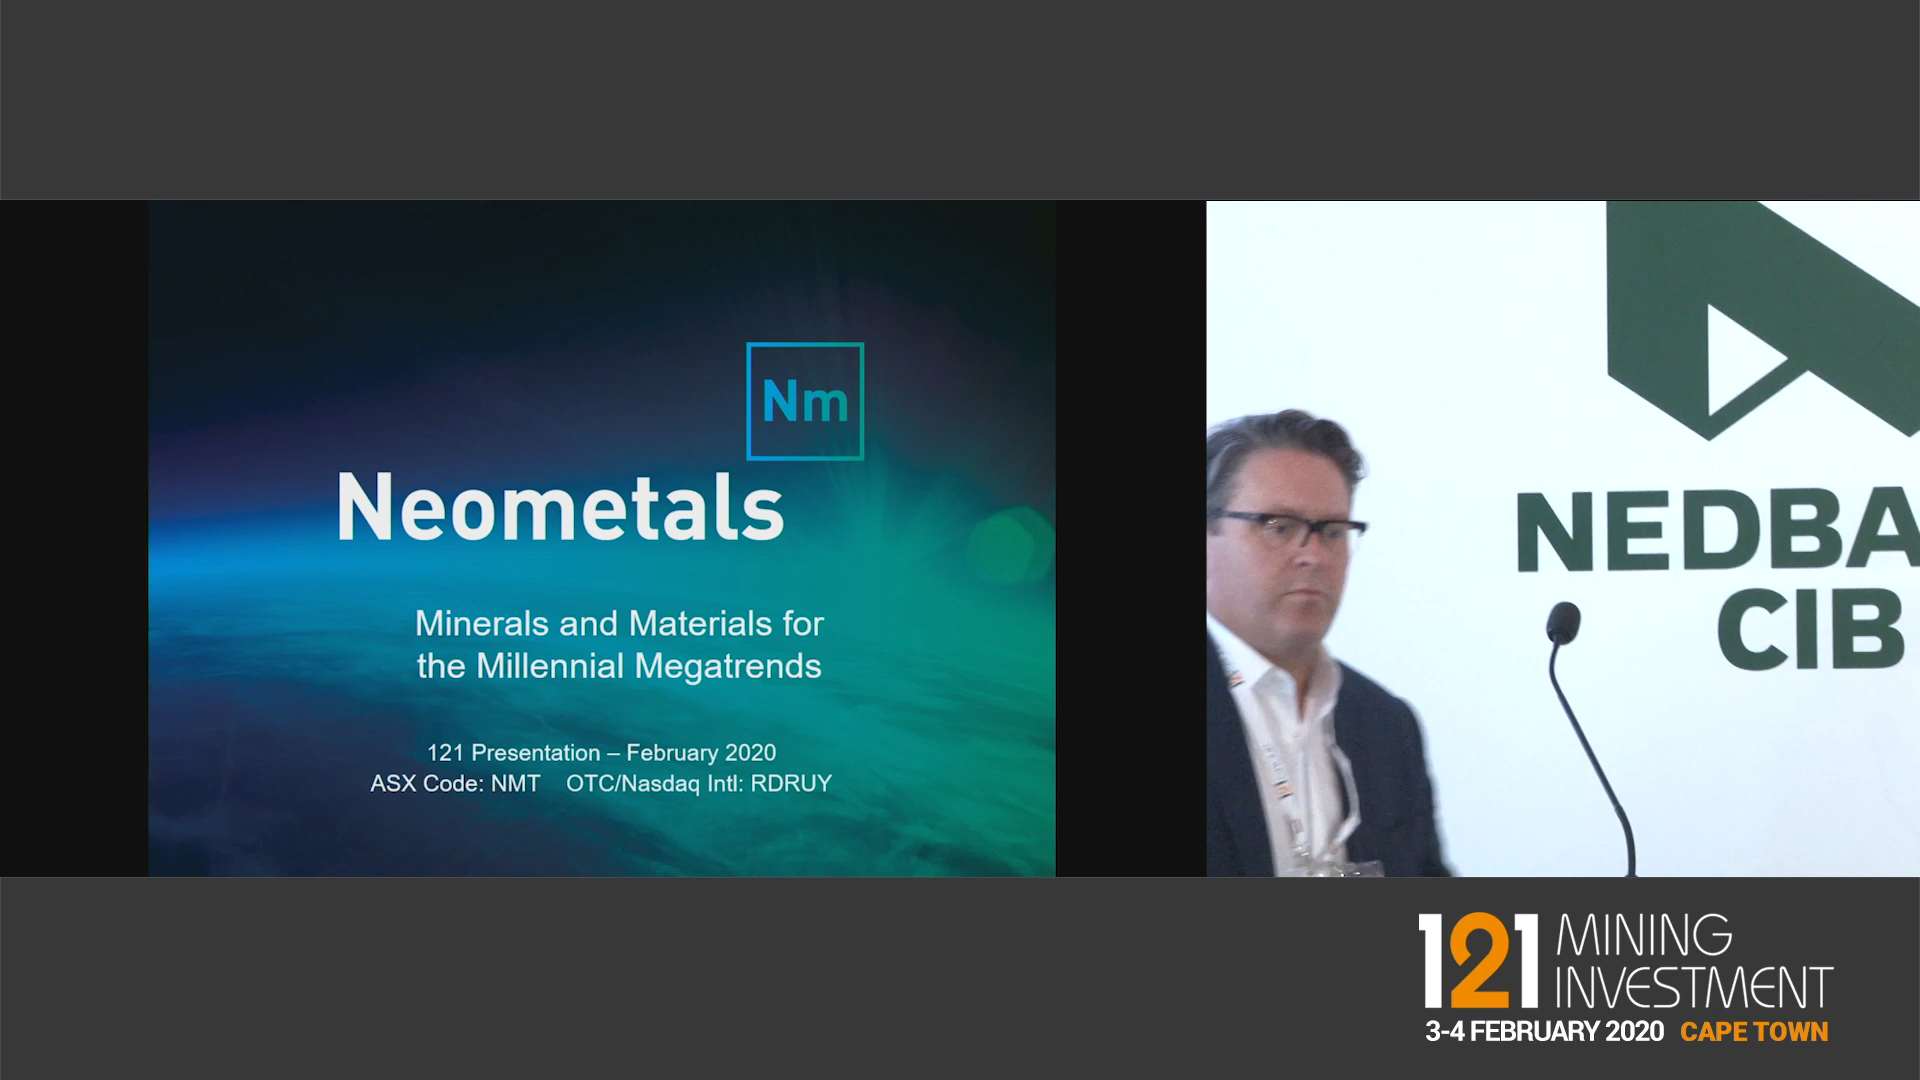 Nm
Neometals
Minerals and Materials for
the Millennial Megatrends
121 Presentation – February 2020
ASX Code: NMT OTC/Nasdaq Intl: RDRUY
NEDBA
CIB
121 MINING
INVESTMENT
3-4 FEBRUARY 2020 CAPE TOWN